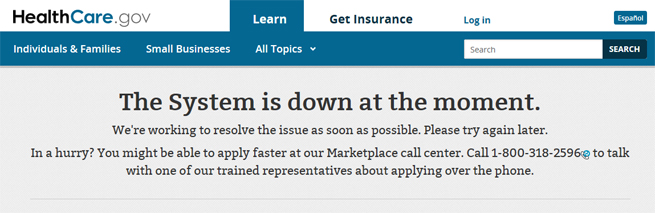 HealthCare.gov
Learn
Get Insurance
Log in
Español
Individuals & Families
Small Businesses
All Topics
Search
SEARCH
The System is down at the moment.
We're working to resolve the issue as soon as possible. Please try again later.
In a hurry? You might be able to apply faster at our Marketplace call center. Call 1-800-318-2596 to talk
with one of our trained representatives about applying over the phone.